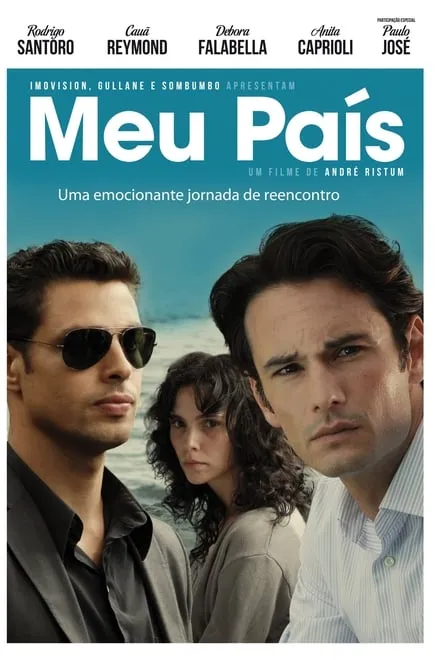 PARTICIPAÇÃO ESPECIAL
Rodrigo Cauã Debora Anita Paulo
SANTORO REYMOND FALABELLA CAPRIOLI JOSÉ
IMOVISION, GULLANE E SOMBUMBO APRESENTAM
Meu País
UM FILME DE ANDRÉ RISTUM
Uma emocionante jornada de reencontro